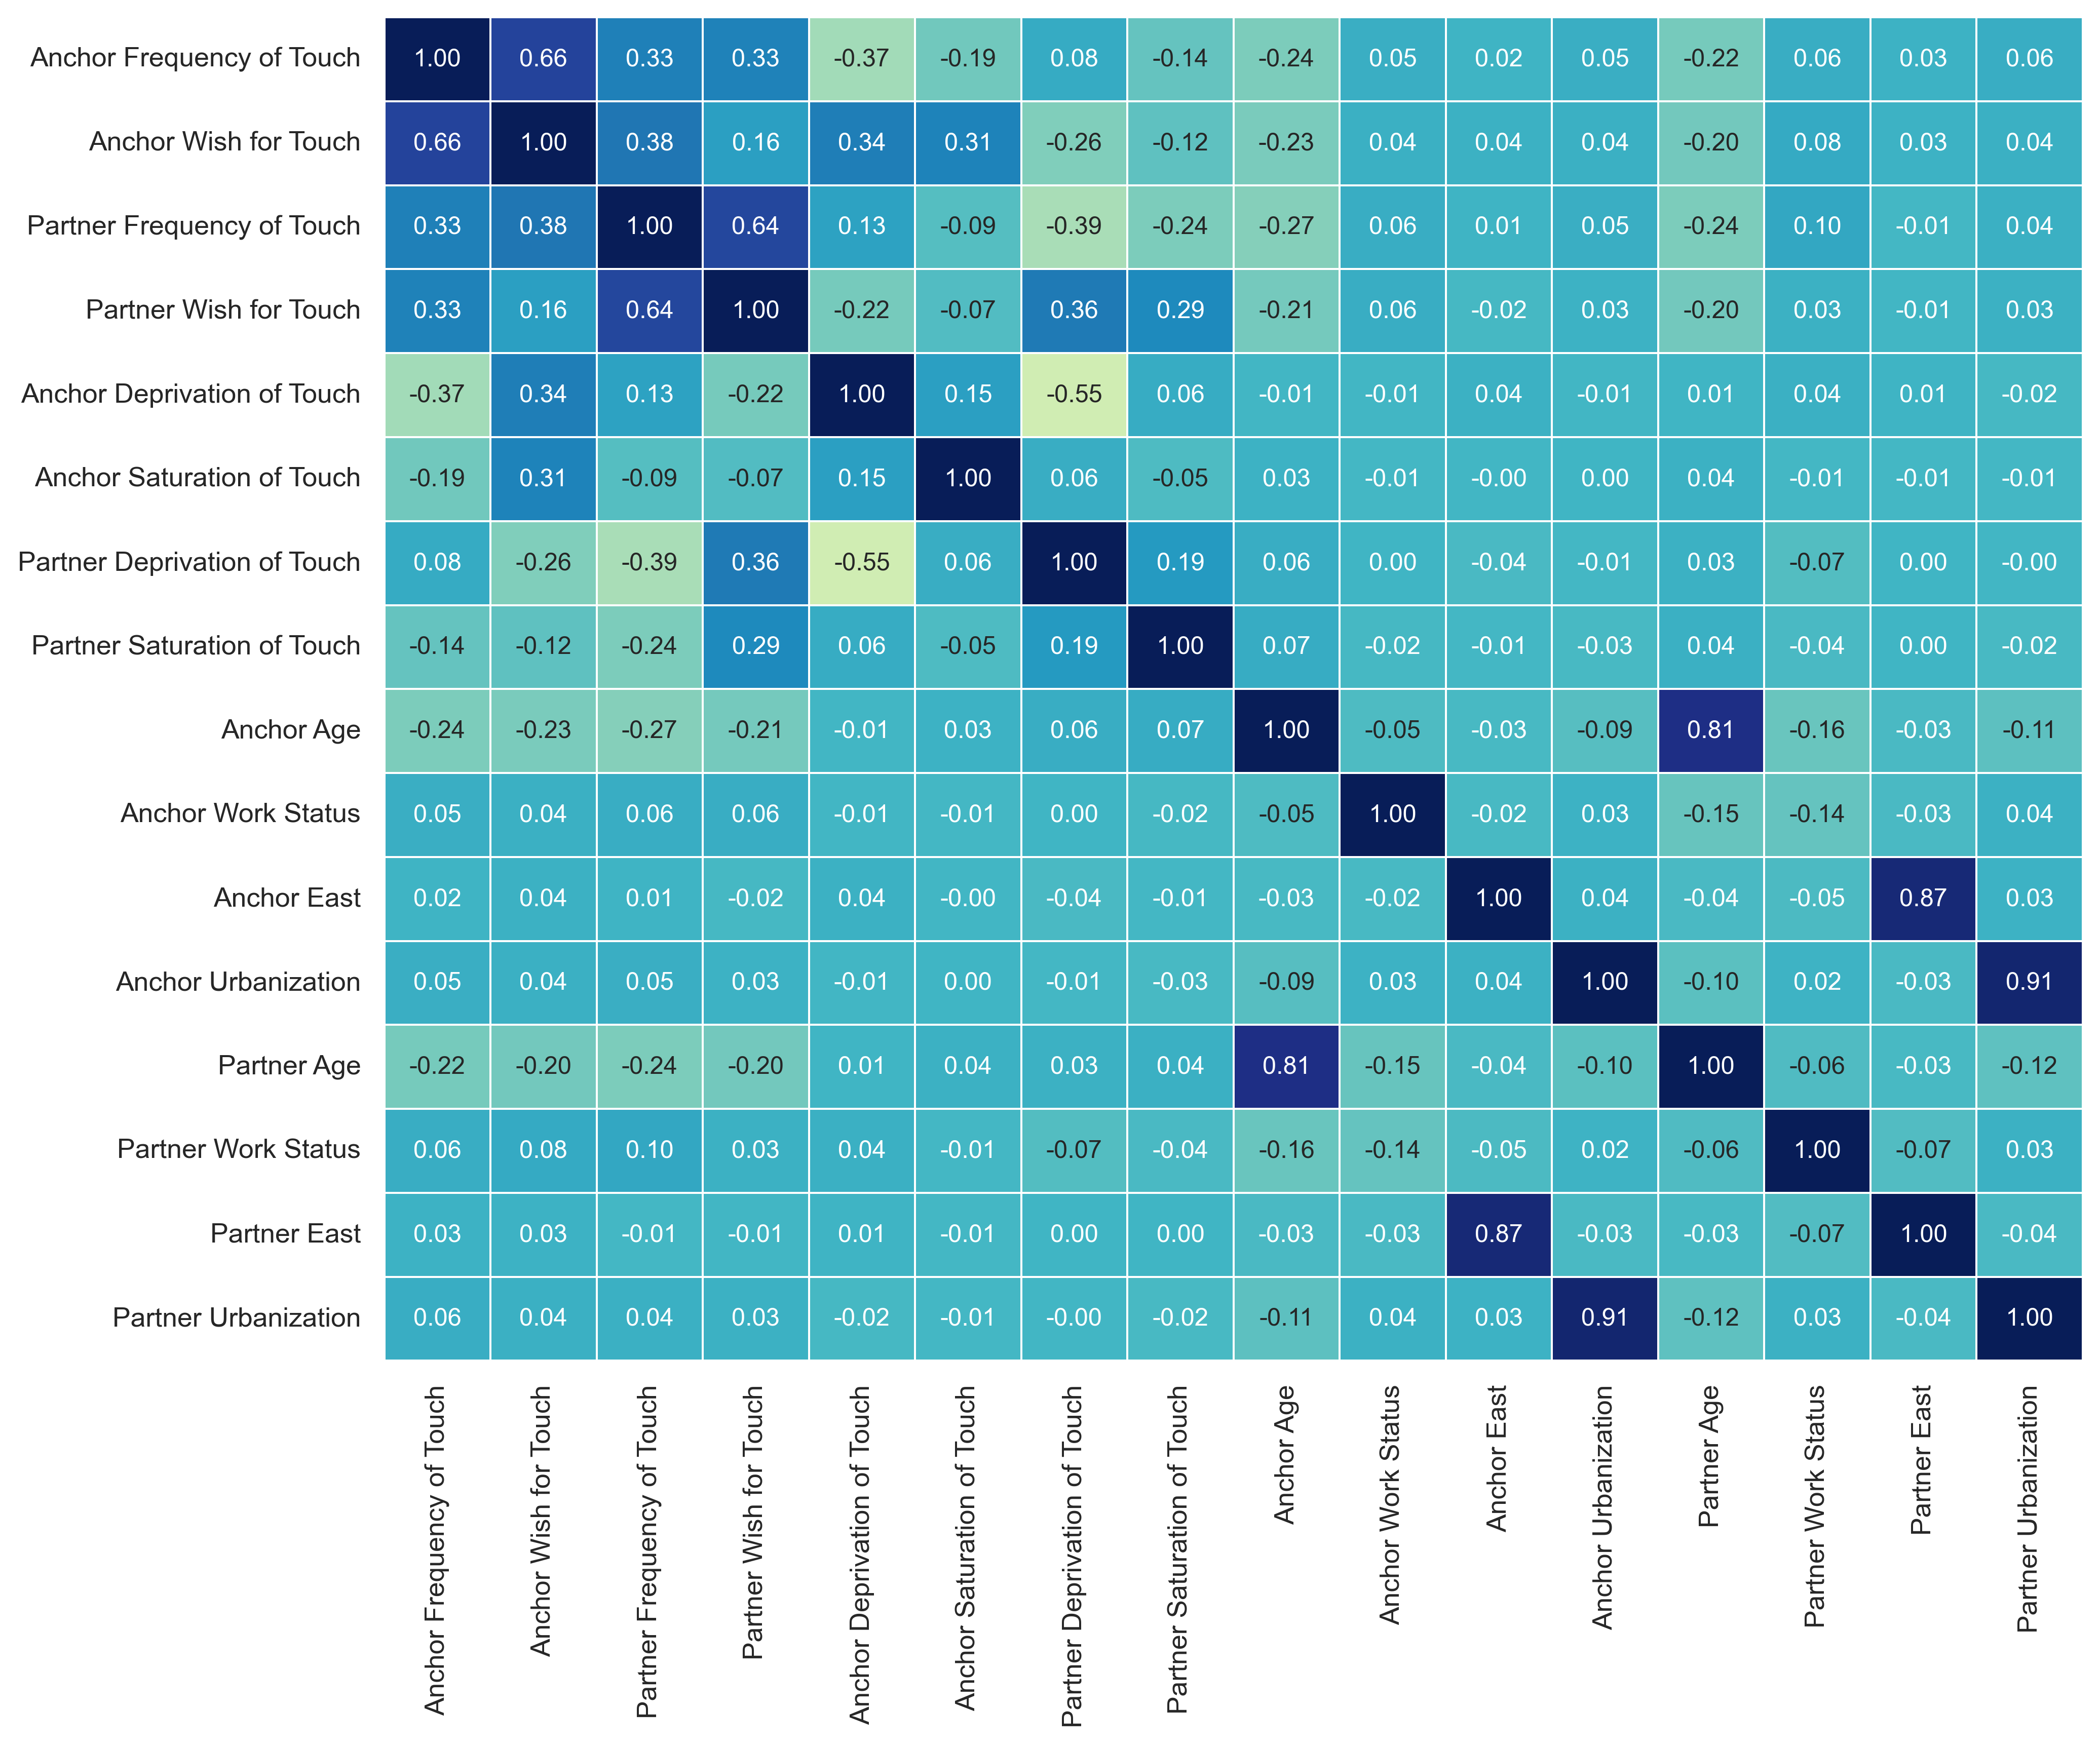 Anchor Frequency of Touch 1.00 0.66 0.33 0.33 -0.37 -0.19 0.08 -0.14 -0.24 0.05 0.02 0.05 -0.22 0.06 0.03 0.06
Anchor Wish for Touch 0.66 1.00 0.38 0.16 0.34 0.31 -0.26 -0.12 -0.23 0.04 0.04 0.04 -0.20 0.08 0.03 0.04
Partner Frequency of Touch 0.33 0.38 1.00 0.64 0.13 -0.09 -0.39 -0.24 -0.27 0.06 0.01 0.05 -0.24 0.10 -0.01 0.04
Partner Wish for Touch 0.33 0.16 0.64 1.00 -0.22 -0.07 0.36 0.29 -0.21 0.06 -0.02 0.03 -0.20 0.03 -0.01 0.03
Anchor Deprivation of Touch -0.37 0.34 0.13 -0.22 1.00 0.15 -0.55 0.06 -0.01 -0.01 0.04 -0.01 0.01 0.04 0.01 -0.02
Anchor Saturation of Touch -0.19 0.31 -0.09 -0.07 0.15 1.00 0.06 -0.05 0.03 -0.01 -0.00 0.00 0.04 -0.01 -0.01 -0.01
Partner Deprivation of Touch 0.08 -0.26 -0.39 0.36 -0.55 0.06 1.00 0.19 0.06 0.00 -0.04 -0.01 0.03 -0.07 0.00 -0.00
Partner Saturation of Touch -0.14 -0.12 -0.24 0.29 0.06 -0.05 0.19 1.00 0.07 -0.02 -0.01 -0.03 0.04 -0.04 0.00 -0.02
Anchor Age -0.24 -0.23 -0.27 -0.21 -0.01 0.03 0.06 0.07 1.00 -0.05 -0.03 -0.09 0.81 -0.16 -0.03 -0.11
Anchor Work Status 0.05 0.04 0.06 0.06 -0.01 -0.01 0.00 -0.02 -0.05 1.00 -0.02 0.03 -0.15 -0.14 -0.03 0.04
Anchor East 0.02 0.04 0.01 -0.02 0.04 -0.00 -0.04 -0.01 -0.03 -0.02 1.00 0.04 -0.04 -0.05 0.87 0.03
Anchor Urbanization 0.05 0.04 0.05 0.03 -0.01 0.00 -0.01 -0.03 -0.09 0.03 0.04 1.00 -0.10 0.02 -0.03 0.91
Partner Age -0.22 -0.20 -0.24 -0.20 0.01 0.04 0.03 0.04 0.81 -0.15 -0.04 -0.10 1.00 -0.06 -0.03 -0.12
Partner Work Status 0.06 0.08 0.10 0.03 0.04 -0.01 -0.07 -0.04 -0.16 -0.14 -0.05 0.02 -0.06 1.00 -0.07 0.03
Partner East 0.03 0.03 -0.01 -0.01 0.01 -0.01 0.00 0.00 -0.03 -0.03 0.87 -0.03 -0.03 -0.07 1.00 -0.04
Partner Urbanization 0.06 0.04 0.04 0.03 -0.02 -0.01 -0.00 -0.02 -0.11 0.04 0.03 0.91 -0.12 0.03 -0.04 1.00
Anchor Frequency of Touch
Anchor Wish for Touch
Partner Frequency of Touch
Partner Wish for Touch
Anchor Deprivation of Touch
Anchor Saturation of Touch
Partner Deprivation of Touch
Partner Saturation of Touch
Anchor Age
Anchor Work Status
Anchor East
Anchor Urbanization
Partner Age
Partner Work Status
Partner East
Partner Urbanization